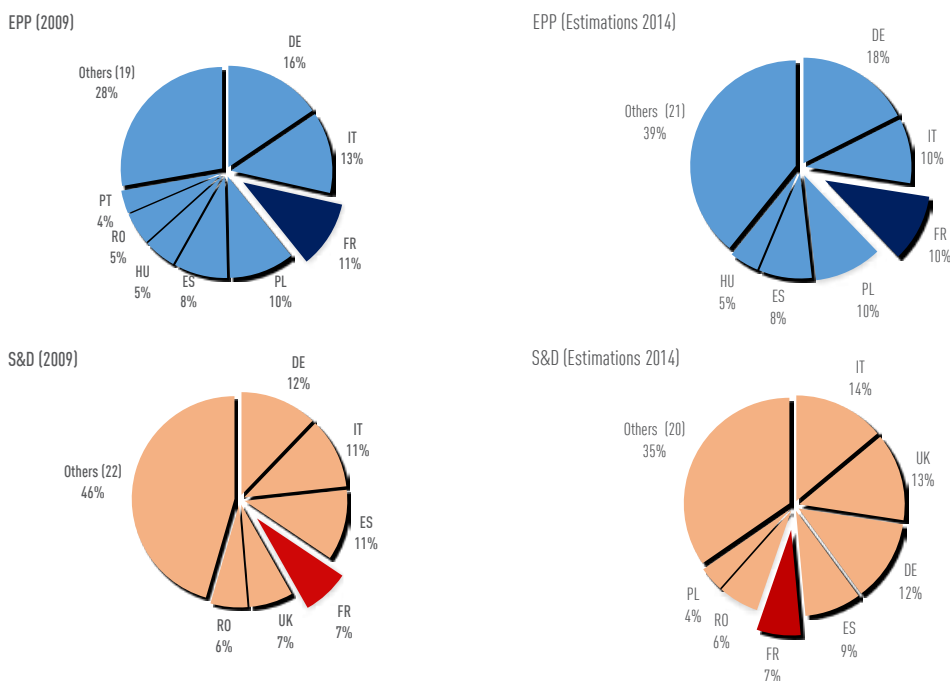 EPP (2009)
DE
16%
IT
13%
FR
11%
PL
10%
ES
8%
HU
5%
RO
5%
PT
4%
Others (19)
28%
EPP (Estimations 2014)
DE
18%
IT
10%
FR
10%
PL
10%
ES
8%
HU
5%
Others (21)
39%
S&D (2009)
DE
12%
IT
11%
ES
11%
FR
7%
UK
7%
RO
6%
Others (22)
46%
S&D (Estimations 2014)
IT
14%
UK
13%
DE
12%
ES
9%
FR
7%
RO
6%
PL
4%
Others (20)
35%